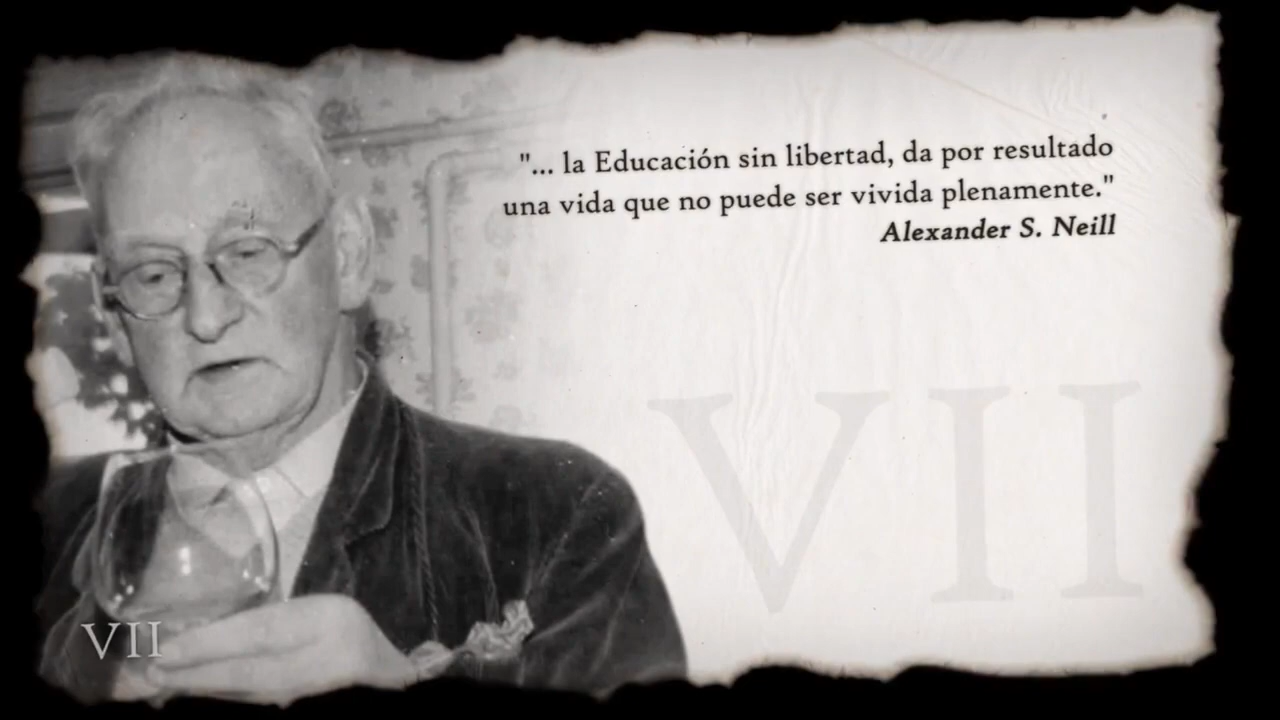 "... la Educación sin libertad, da por resultado
una vida que no puede ser vivida plenamente."
Alexander S. Neill
VII
VII